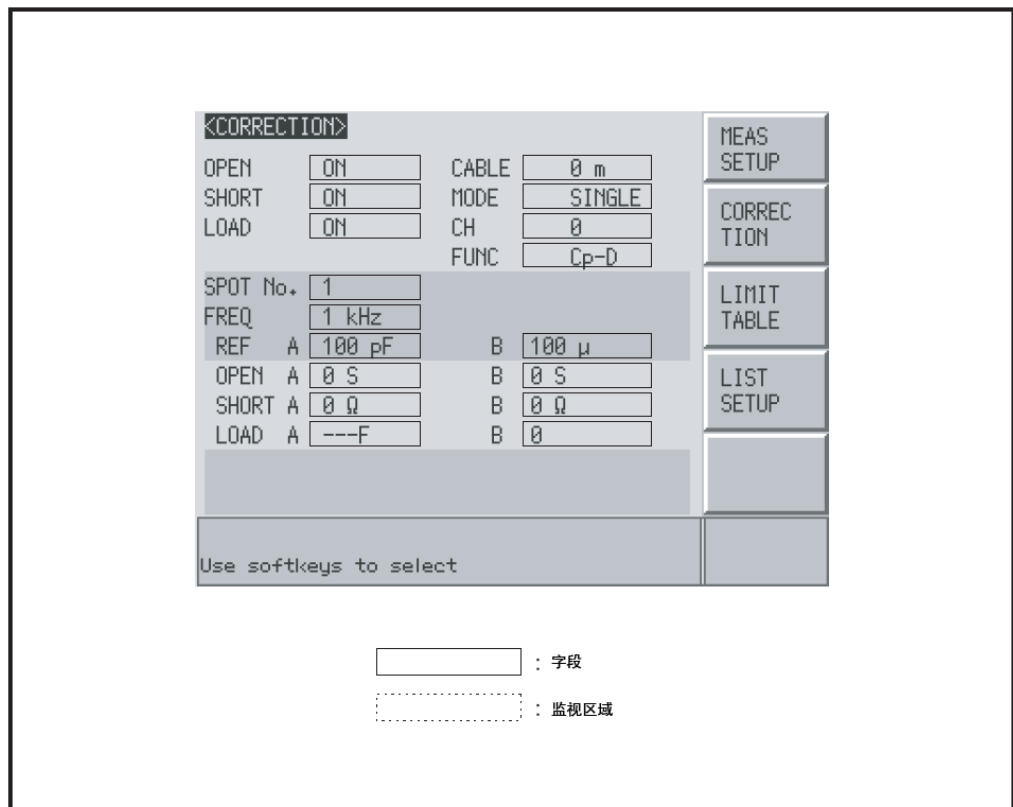 <CORRECTION>
OPEN ON CABLE 0 m
SHORT ON MODE SINGLE
LOAD ON CH 0
FUNC Cp-D
SPOT No. 1
FREQ 1 kHz
REF A 100 pF B 100 μ
OPEN A 0 S B 0 S
SHORT A 0 Ω B 0 Ω
LOAD A ---F B 0
Use softkeys to select
MEAS
SETUP
CORREC
TION
LIMIT
TABLE
LIST
SETUP
: 字段
: 监视区域